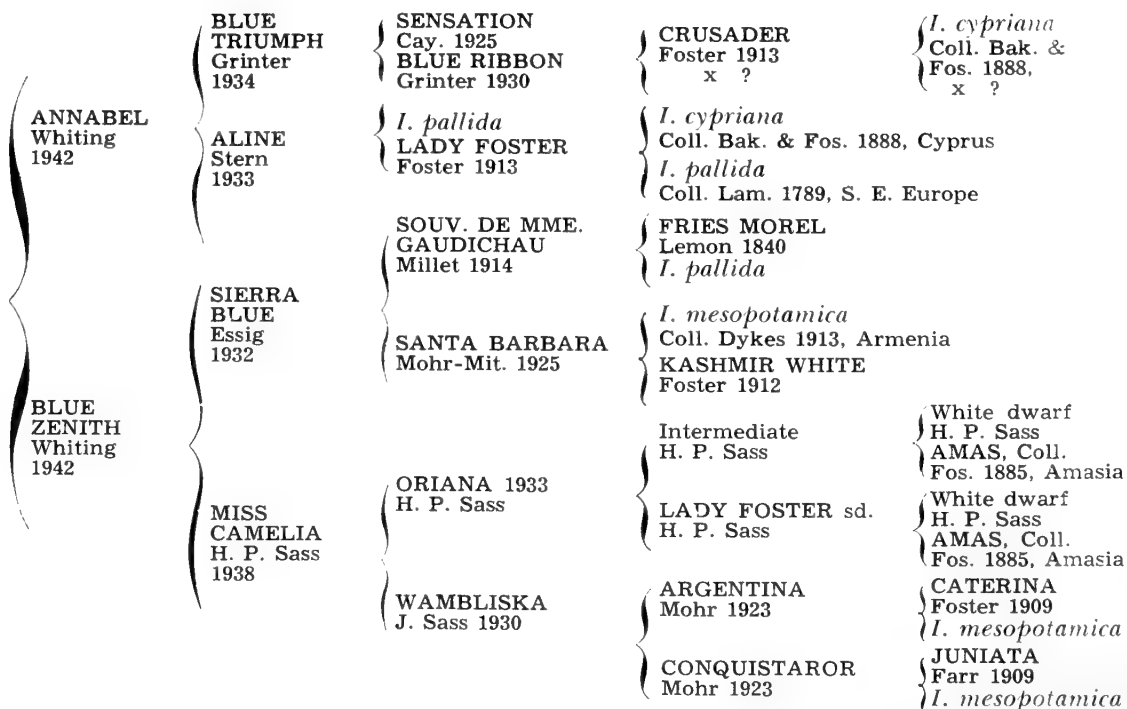 ANNABEL
Whiting
1942
BLUE
ZENITH
Whiting
1942
BLUE
TRIUMPH
Grinter
1934
ALINE
Stern
1933
SIERRA
BLUE
Essig
1932
MISS
CAMELIA
H. P. Sass
1938
SENSATION
Cay. 1925
BLUE RIBBON
Grinter 1930
I. pallida
LADY FOSTER
Foster 1913
SOUV. DE MME.
GAUDICHAU
Millet 1914
SANTA BARBARA
Mohr-Mit. 1925
ORIANA 1933
H. P. Sass
WAMBLISKA
J. Sass 1930
CRUSADER
Foster 1913
x ?
I. cypriana
Coll. Bak. & Fos. 1888, Cyprus
I. pallida
Coll. Lam. 1789, S. E. Europe
FRIES MOREL
Lemon 1840
I. pallida
I. mesopotamica
Coll. Dykes 1913, Armenia
KASHMIR WHITE
Foster 1912
Intermediate
H. P. Sass
LADY FOSTER sd.
H. P. Sass
ARGENTINA
Mohr 1923
CONQUISTAROR
Mohr 1923
I. cypriana
Coll. Bak. &
Fos. 1888,
x ?
White dwarf
H. P. Sass
AMAS, Coll.
Fos. 1885, Amasia
White dwarf
H. P. Sass
AMAS, Coll.
Fos. 1885, Amasia
CATERINA
Foster 1909
I. mesopotamica
JUNIATA
Farr 1909
I. mesopotamica